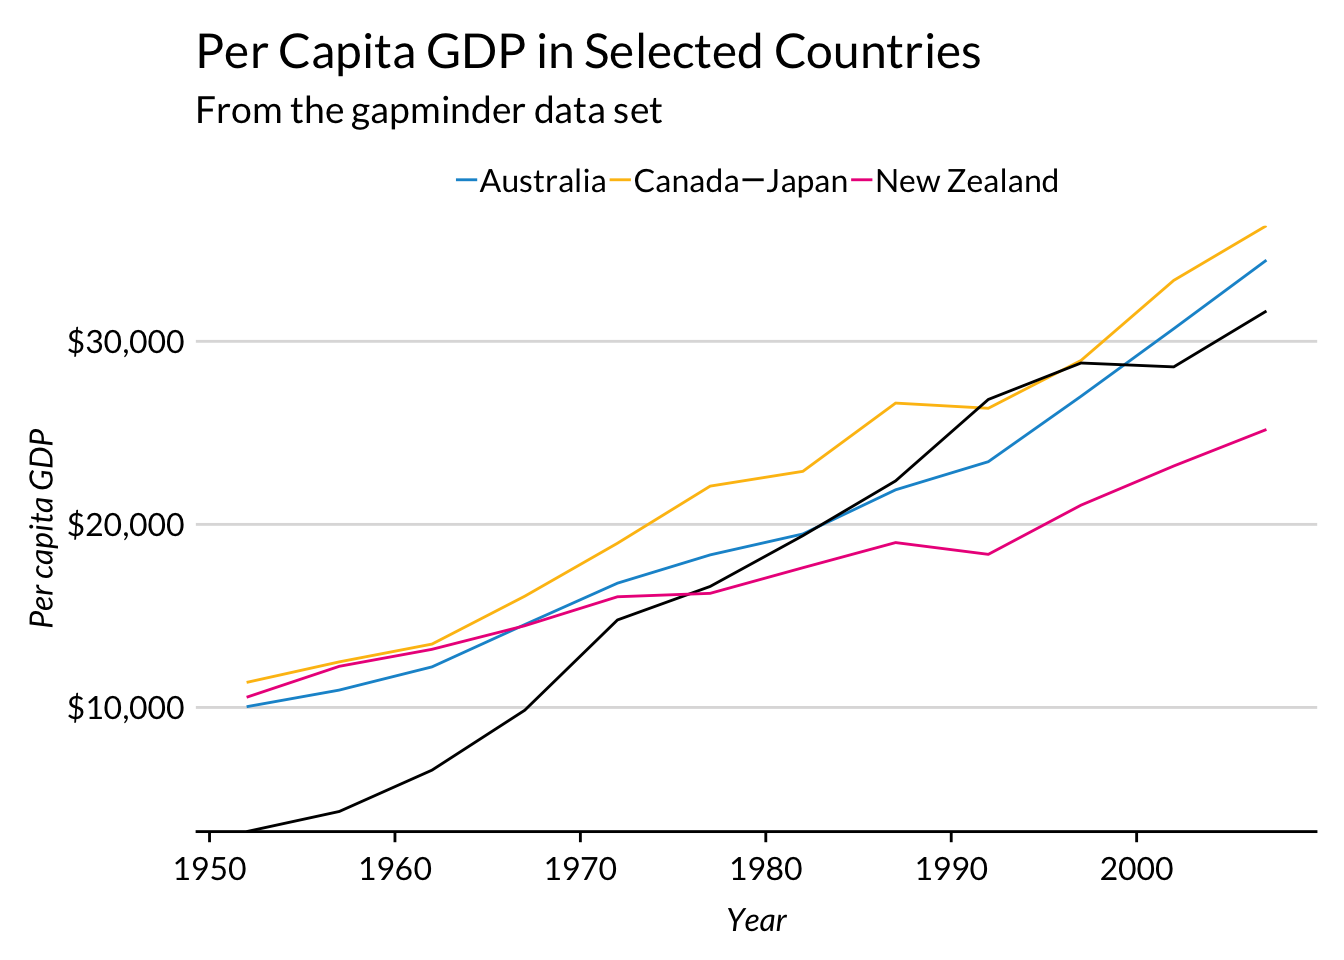 Per Capita GDP in Selected Countries
From the gapminder data set
Australia Canada Japan New Zealand
$30,000
$20,000
$10,000
Per capita GDP
1950 1960 1970 1980 1990 2000
Year